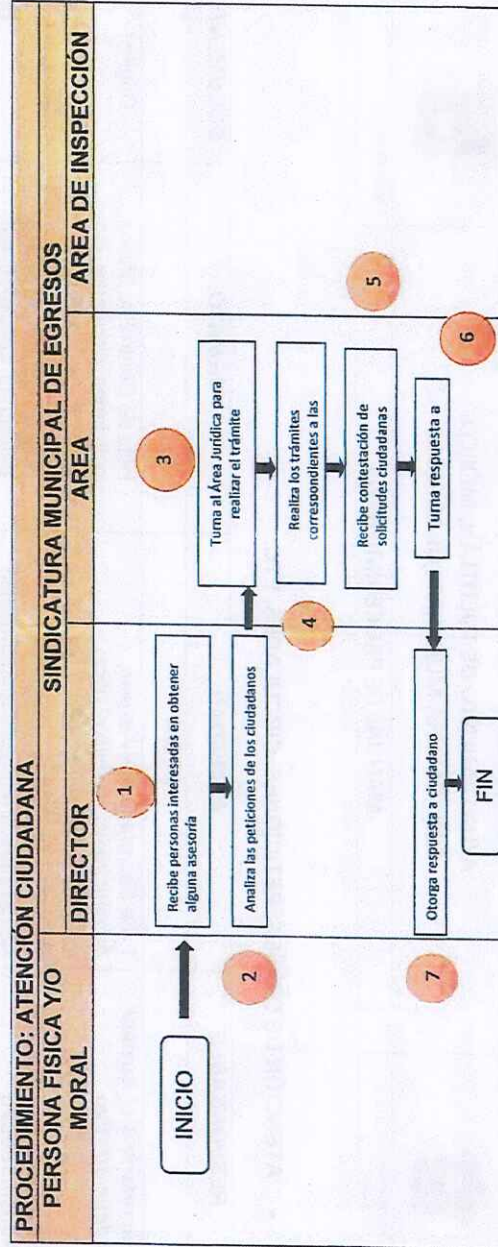 PROCEDIMIENTO: ATENCIÓN CIUDADANA
PERSONA FISICA Y/O
MORAL
SINDICATURA MUNICIPAL DE EGRESOS
DIRECTOR
AREA
AREA DE INSPECCIÓN
INICIO
1
Recibe personas interesadas en obtener
alguna asesoría
2
Analiza las peticiones de los ciudadanos
3
Turna al Área Jurídica para
realizar el trámite
4
Realiza los trámites
correspondientes a las
5
Recibe contestación de
solicitudes ciudadanas
6
Turna respuesta a
7
Otorga respuesta a ciudadano
FIN